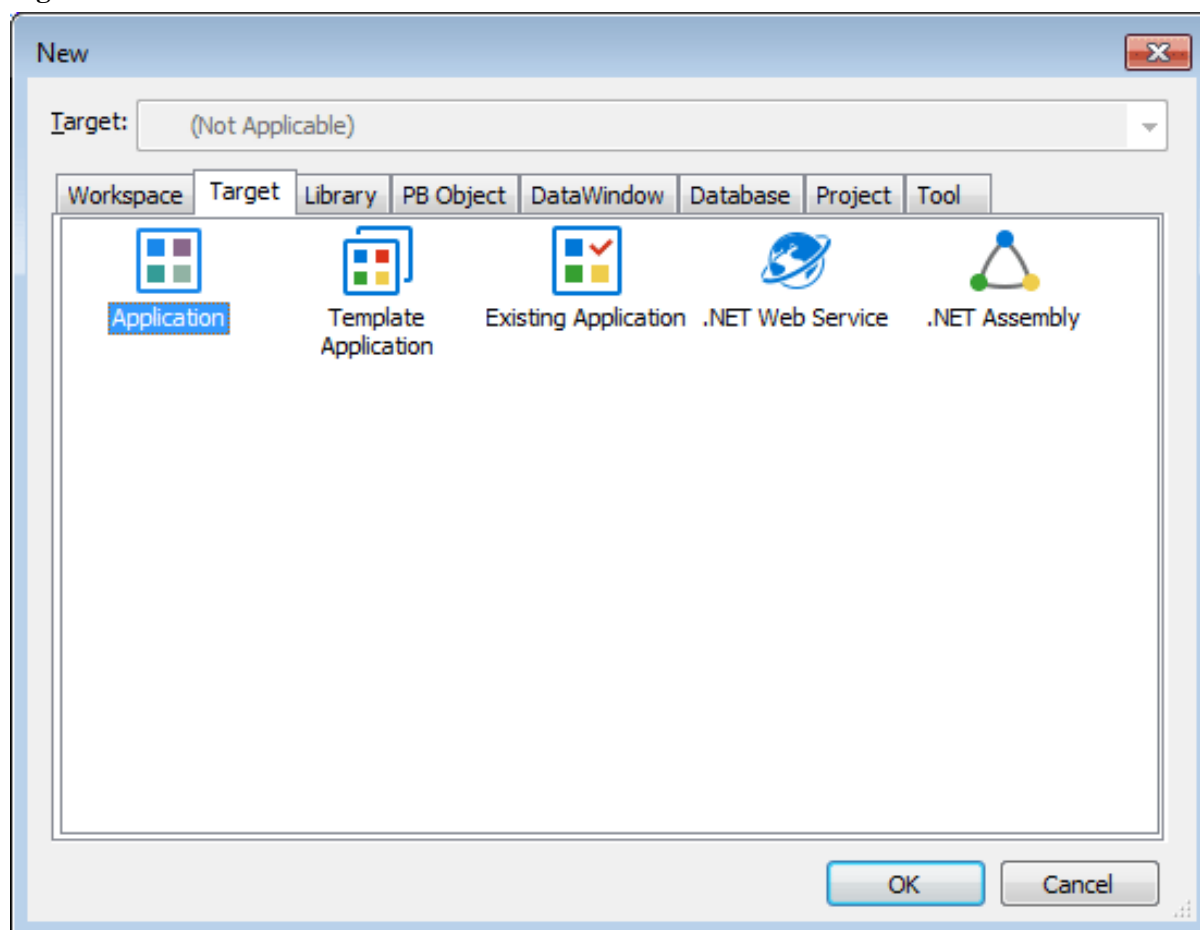 New
Target: (Not Applicable)
Workspace Target Library PB Object DataWindow Database Project Tool
Application Template Application Existing Application .NET Web Service .NET Assembly
OK Cancel